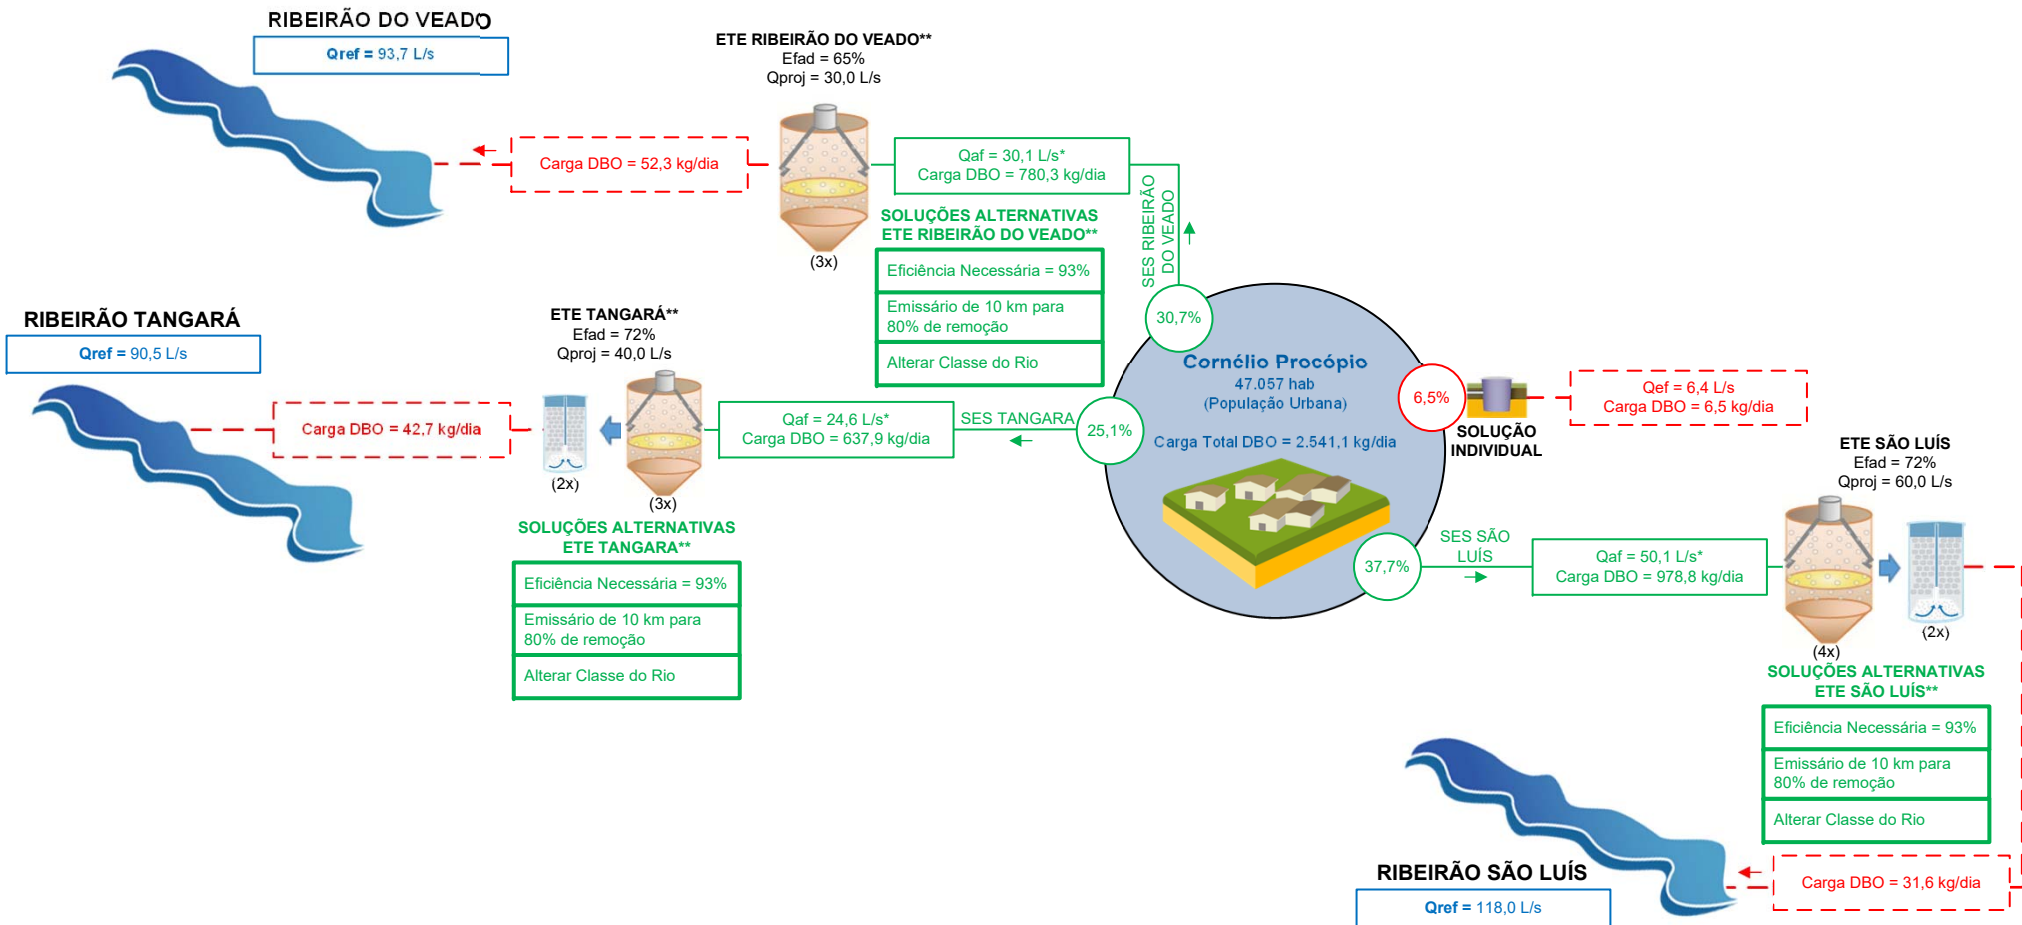 RIBEIRÃO DO VEADO
Qref = 93,7 L/s
ETE RIBEIRÃO DO VEADO**
Efad = 65%
Qproj = 30,0 L/s
Carga DBO = 52,3 kg/dia
(3x)
Qaf = 30,1 L/s*
Carga DBO = 780,3 kg/dia
SES RIBEIRÃO
DO VEADO
SOLUÇÕES ALTERNATIVAS
ETE RIBEIRÃO DO VEADO**
Eficiência Necessária = 93%
Emissário de 10 km para
80% de remoção
Alterar Classe do Rio
30,7%
RIBEIRÃO TANGARÁ
Qref = 90,5 L/s
ETE TANGARÁ**
Efad = 72%
Qproj = 40,0 L/s
Carga DBO = 42,7 kg/dia
(2x)
(3x)
Qaf = 24,6 L/s*
Carga DBO = 637,9 kg/dia
SES TANGARA
25,1%
SOLUÇÕES ALTERNATIVAS
ETE TANGARA**
Eficiência Necessária = 93%
Emissário de 10 km para
80% de remoção
Alterar Classe do Rio
Cornélio Procópio
47.057 hab
(População Urbana)
Carga Total DBO = 2.541,1 kg/dia
6,5%
SOLUÇÃO
INDIVIDUAL
Qef = 6,4 L/s
Carga DBO = 6,5 kg/dia
37,7%
SES SÃO
LUÍS
Qaf = 50,1 L/s*
Carga DBO = 978,8 kg/dia
ETE SÃO LUÍS
Efad = 72%
Qproj = 60,0 L/s
(4x)
(2x)
SOLUÇÕES ALTERNATIVAS
ETE SÃO LUÍS**
Eficiência Necessária = 93%
Emissário de 10 km para
80% de remoção
Alterar Classe do Rio
Carga DBO = 31,6 kg/dia
RIBEIRÃO SÃO LUÍS
Qref = 118,0 L/s